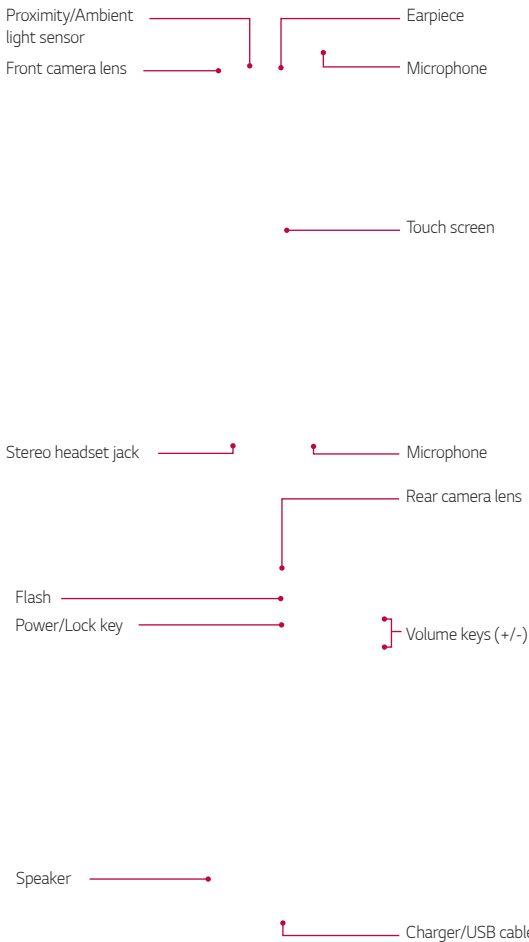 Proximity/Ambient
light sensor
Earpiece
Front camera lens
Microphone
Touch screen
Stereo headset jack
Microphone
Rear camera lens
Flash
Power/Lock key
Volume keys (+/-)
Speaker
Charger/USB cable